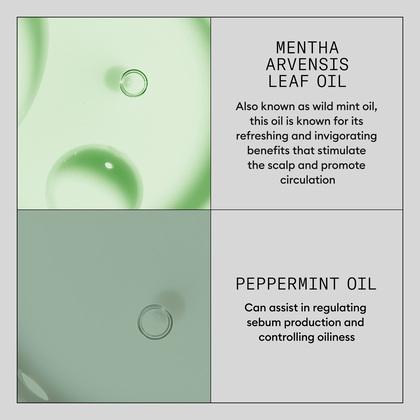 MENTHA
ARVENSIS
LEAF OIL
Also known as wild mint oil,
this oil is known for its
refreshing and invigorating
benefits that stimulate
the scalp and promote
circulation
PEPPERMINT OIL
Can assist in regulating
sebum production and
controlling oiliness